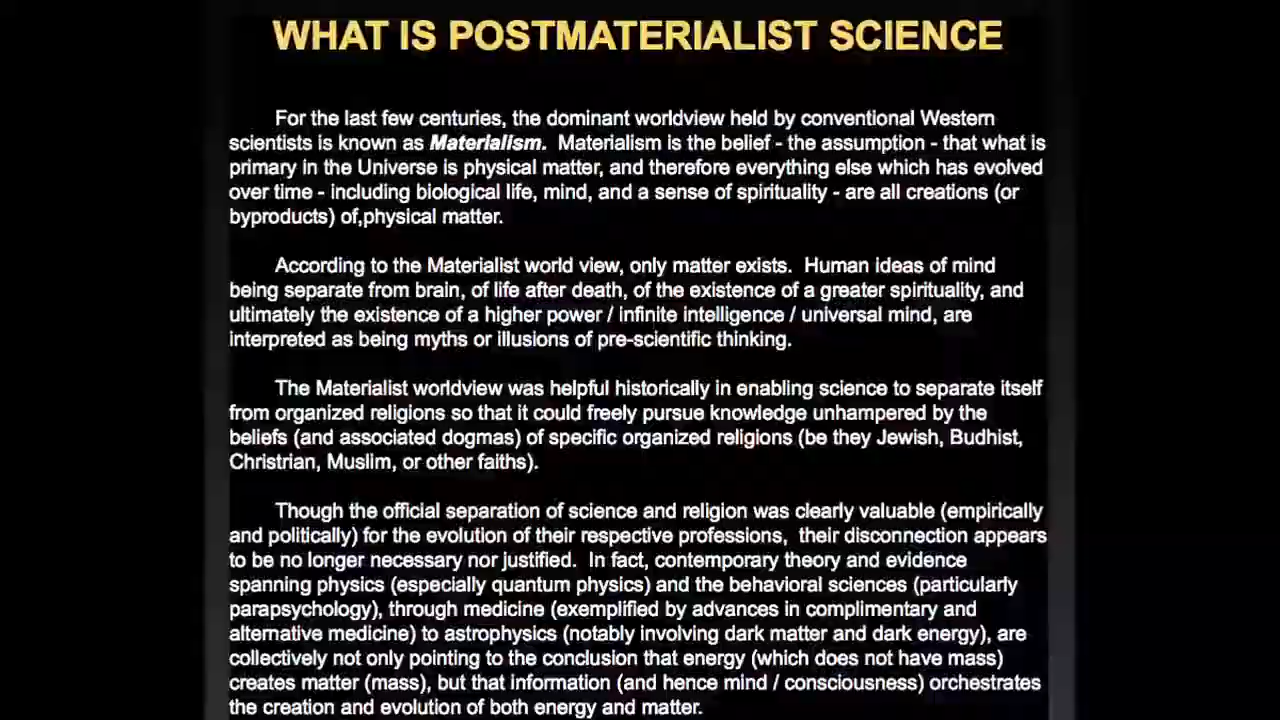 WHAT IS POSTMATERIALIST SCIENCE
For the last few centuries, the dominant worldview held by conventional Western
scientists is known as Materialism. Materialism is the belief - the assumption - that what is
primary in the Universe is physical matter, and therefore everything else which has evolved
over time - including biological life, mind, and a sense of spirituality - are all creations (or
byproducts) of,physical matter.
According to the Materialist world view, only matter exists. Human ideas of mind
being separate from brain, of life after death, of the existence of a greater spirituality, and
ultimately the existence of a higher power / infinite intelligence / universal mind, are
interpreted as being myths or illusions of pre-scientific thinking.
The Materialist worldview was helpful historically in enabling science to separate itself
from organized religions so that it could freely pursue knowledge unhampered by the
beliefs (and associated dogmas) of specific organized religions (be they Jewish, Budhist,
Christrian, Muslim, or other faiths).
Though the official separation of science and religion was clearly valuable (empirically
and politically) for the evolution of their respective professions, their disconnection appears
to be no longer necessary nor justified. In fact, contemporary theory and evidence
spanning physics (especially quantum physics) and the behavioral sciences (particularly
parapsychology), through medicine (exemplified by advances in complimentary and
alternative medicine) to astrophysics (notably involving dark matter and dark energy), are
collectively not only pointing to the conclusion that energy (which does not have mass)
creates matter (mass), but that information (and hence mind / consciousness) orchestrates
the creation and evolution of both energy and matter.